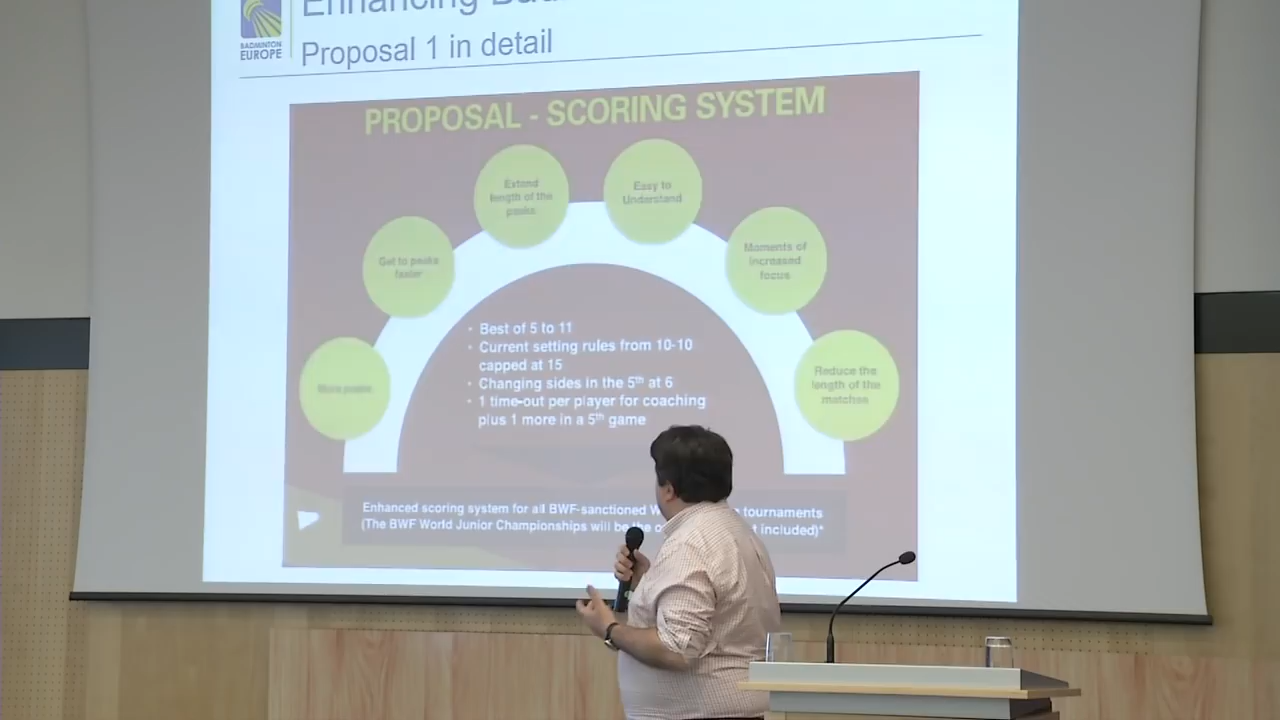 Enhancing
BADMINTON
EUROPE
Proposal 1 in detail
PROPOSAL - SCORING SYSTEM
Extend
length of the
peaks
Easy to
Understand
Get to peaks
faster
Moments of
increased
focus
More peaks
Reduce the
length of the
matches
• Best of 5 to 11
• Current setting rules from 10-10
capped at 15
• Changing sides in the 5th at 6
• 1 time-out per player for coaching
plus 1 more in a 5th game
Enhanced scoring system for all BWF-sanctioned tournaments
(The BWF World Junior Championships will be the included)*